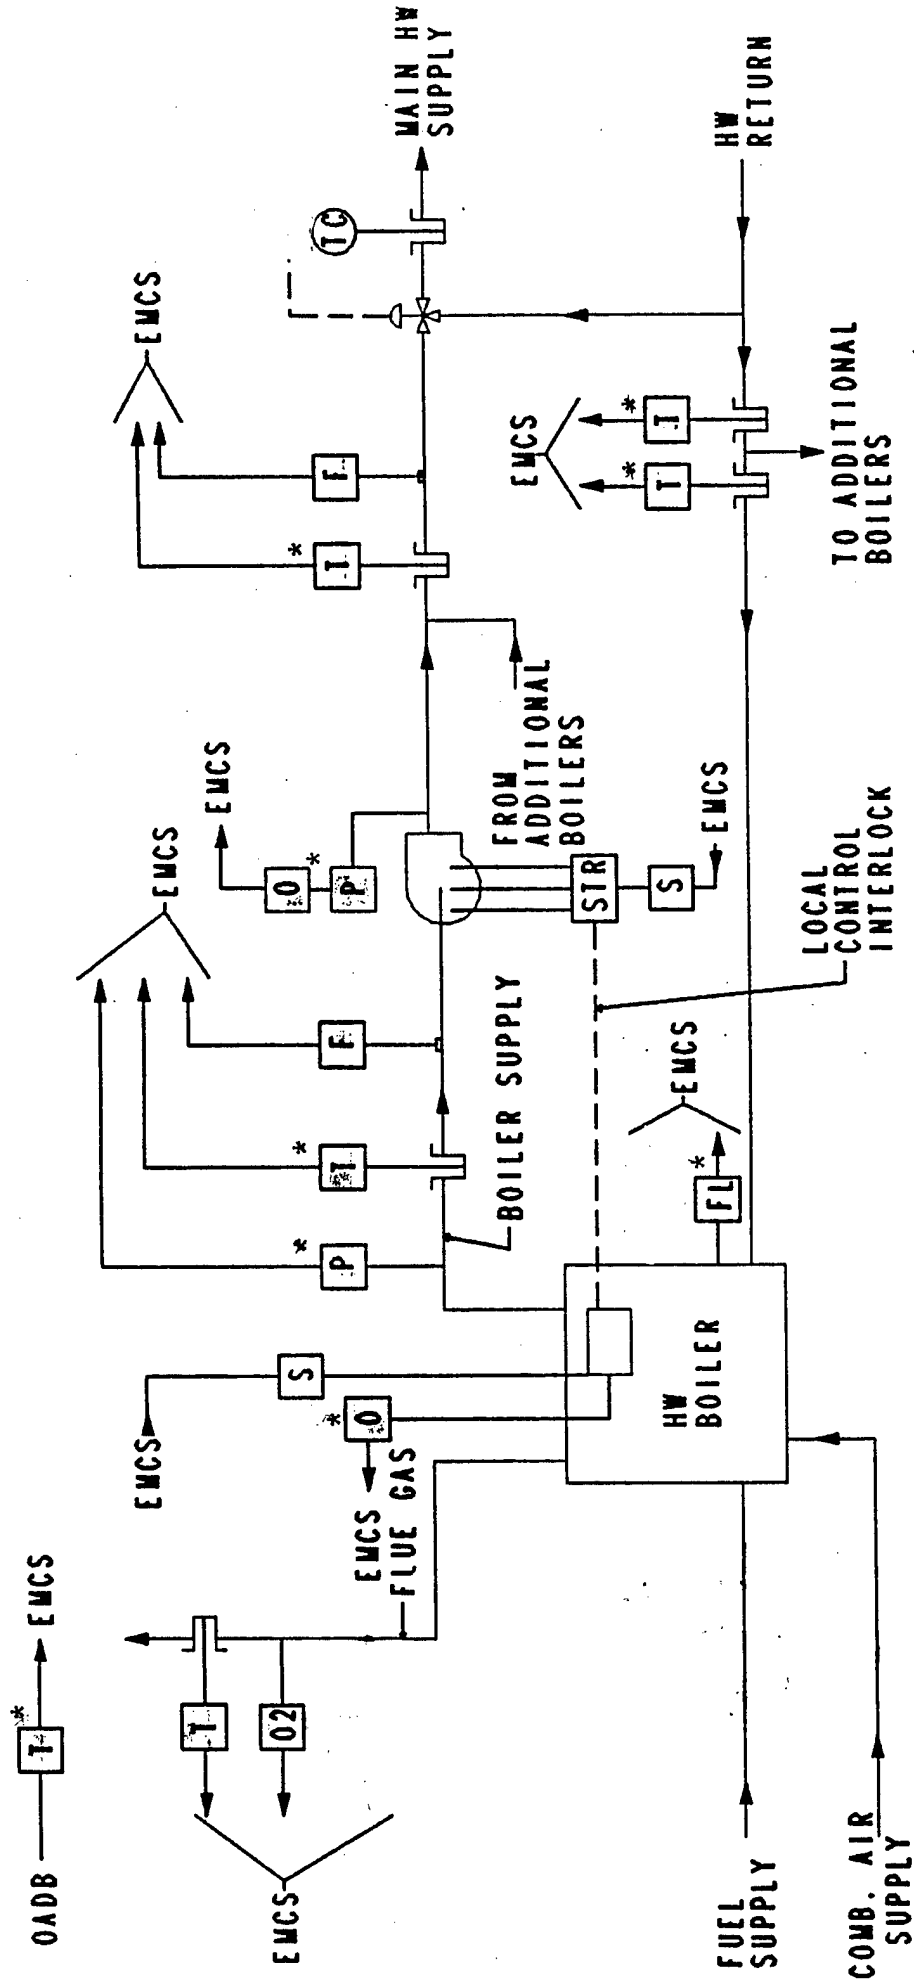 OADB
T
*
EMCS
EMCS
T
O2
EMCS
S
*
O
EMCS
FLUE GAS
P
*
T
*
F
EMCS
BOILER SUPPLY
EMCS
O
*
P
STR
S
EMCS
FROM
ADDITIONAL
BOILERS
T
*
F
EMCS
TC
MAIN HW
SUPPLY
HW
RETURN
EMCS
T
*
T
*
TO ADDITIONAL
BOILERS
LOCAL
CONTROL
INTERLOCK
EMCS
FL
*
HW
BOILER
FUEL
SUPPLY
COMB. AIR
SUPPLY